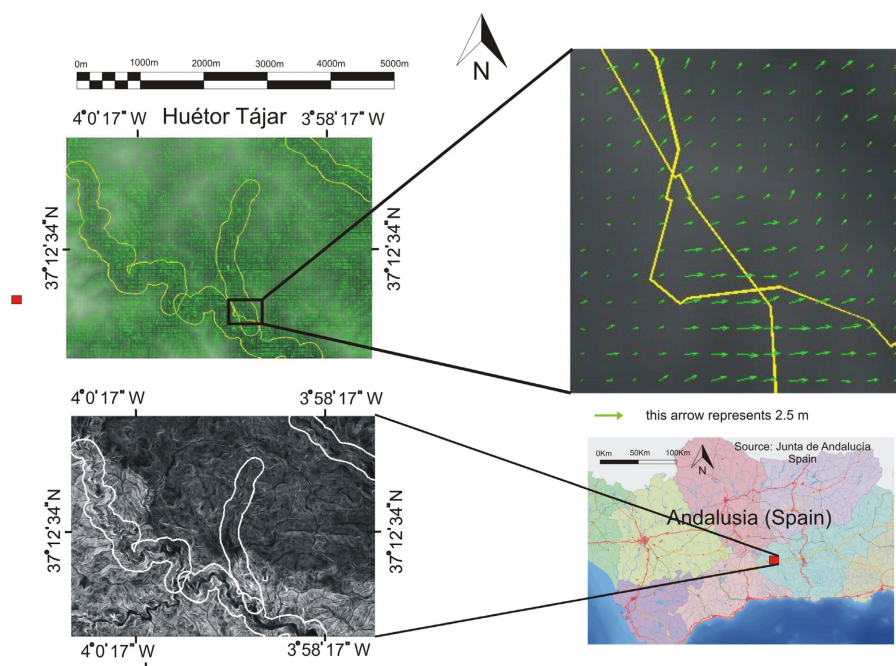 0m 1000m 2000m 3000m 4000m 5000m
N
4°0'17" W Huétor Tájar 3°58'17" W
37°12'34" N
37°12'34" N
this arrow represents 2.5 m
4°0'17" W 3°58'17" W
37°12'34" N
37°12'34" N
4°0'17" W 3°58'17" W
Source: Junta de Andalucía
Spain
0Km 50Km 100Km
N
Andalusia (Spain)